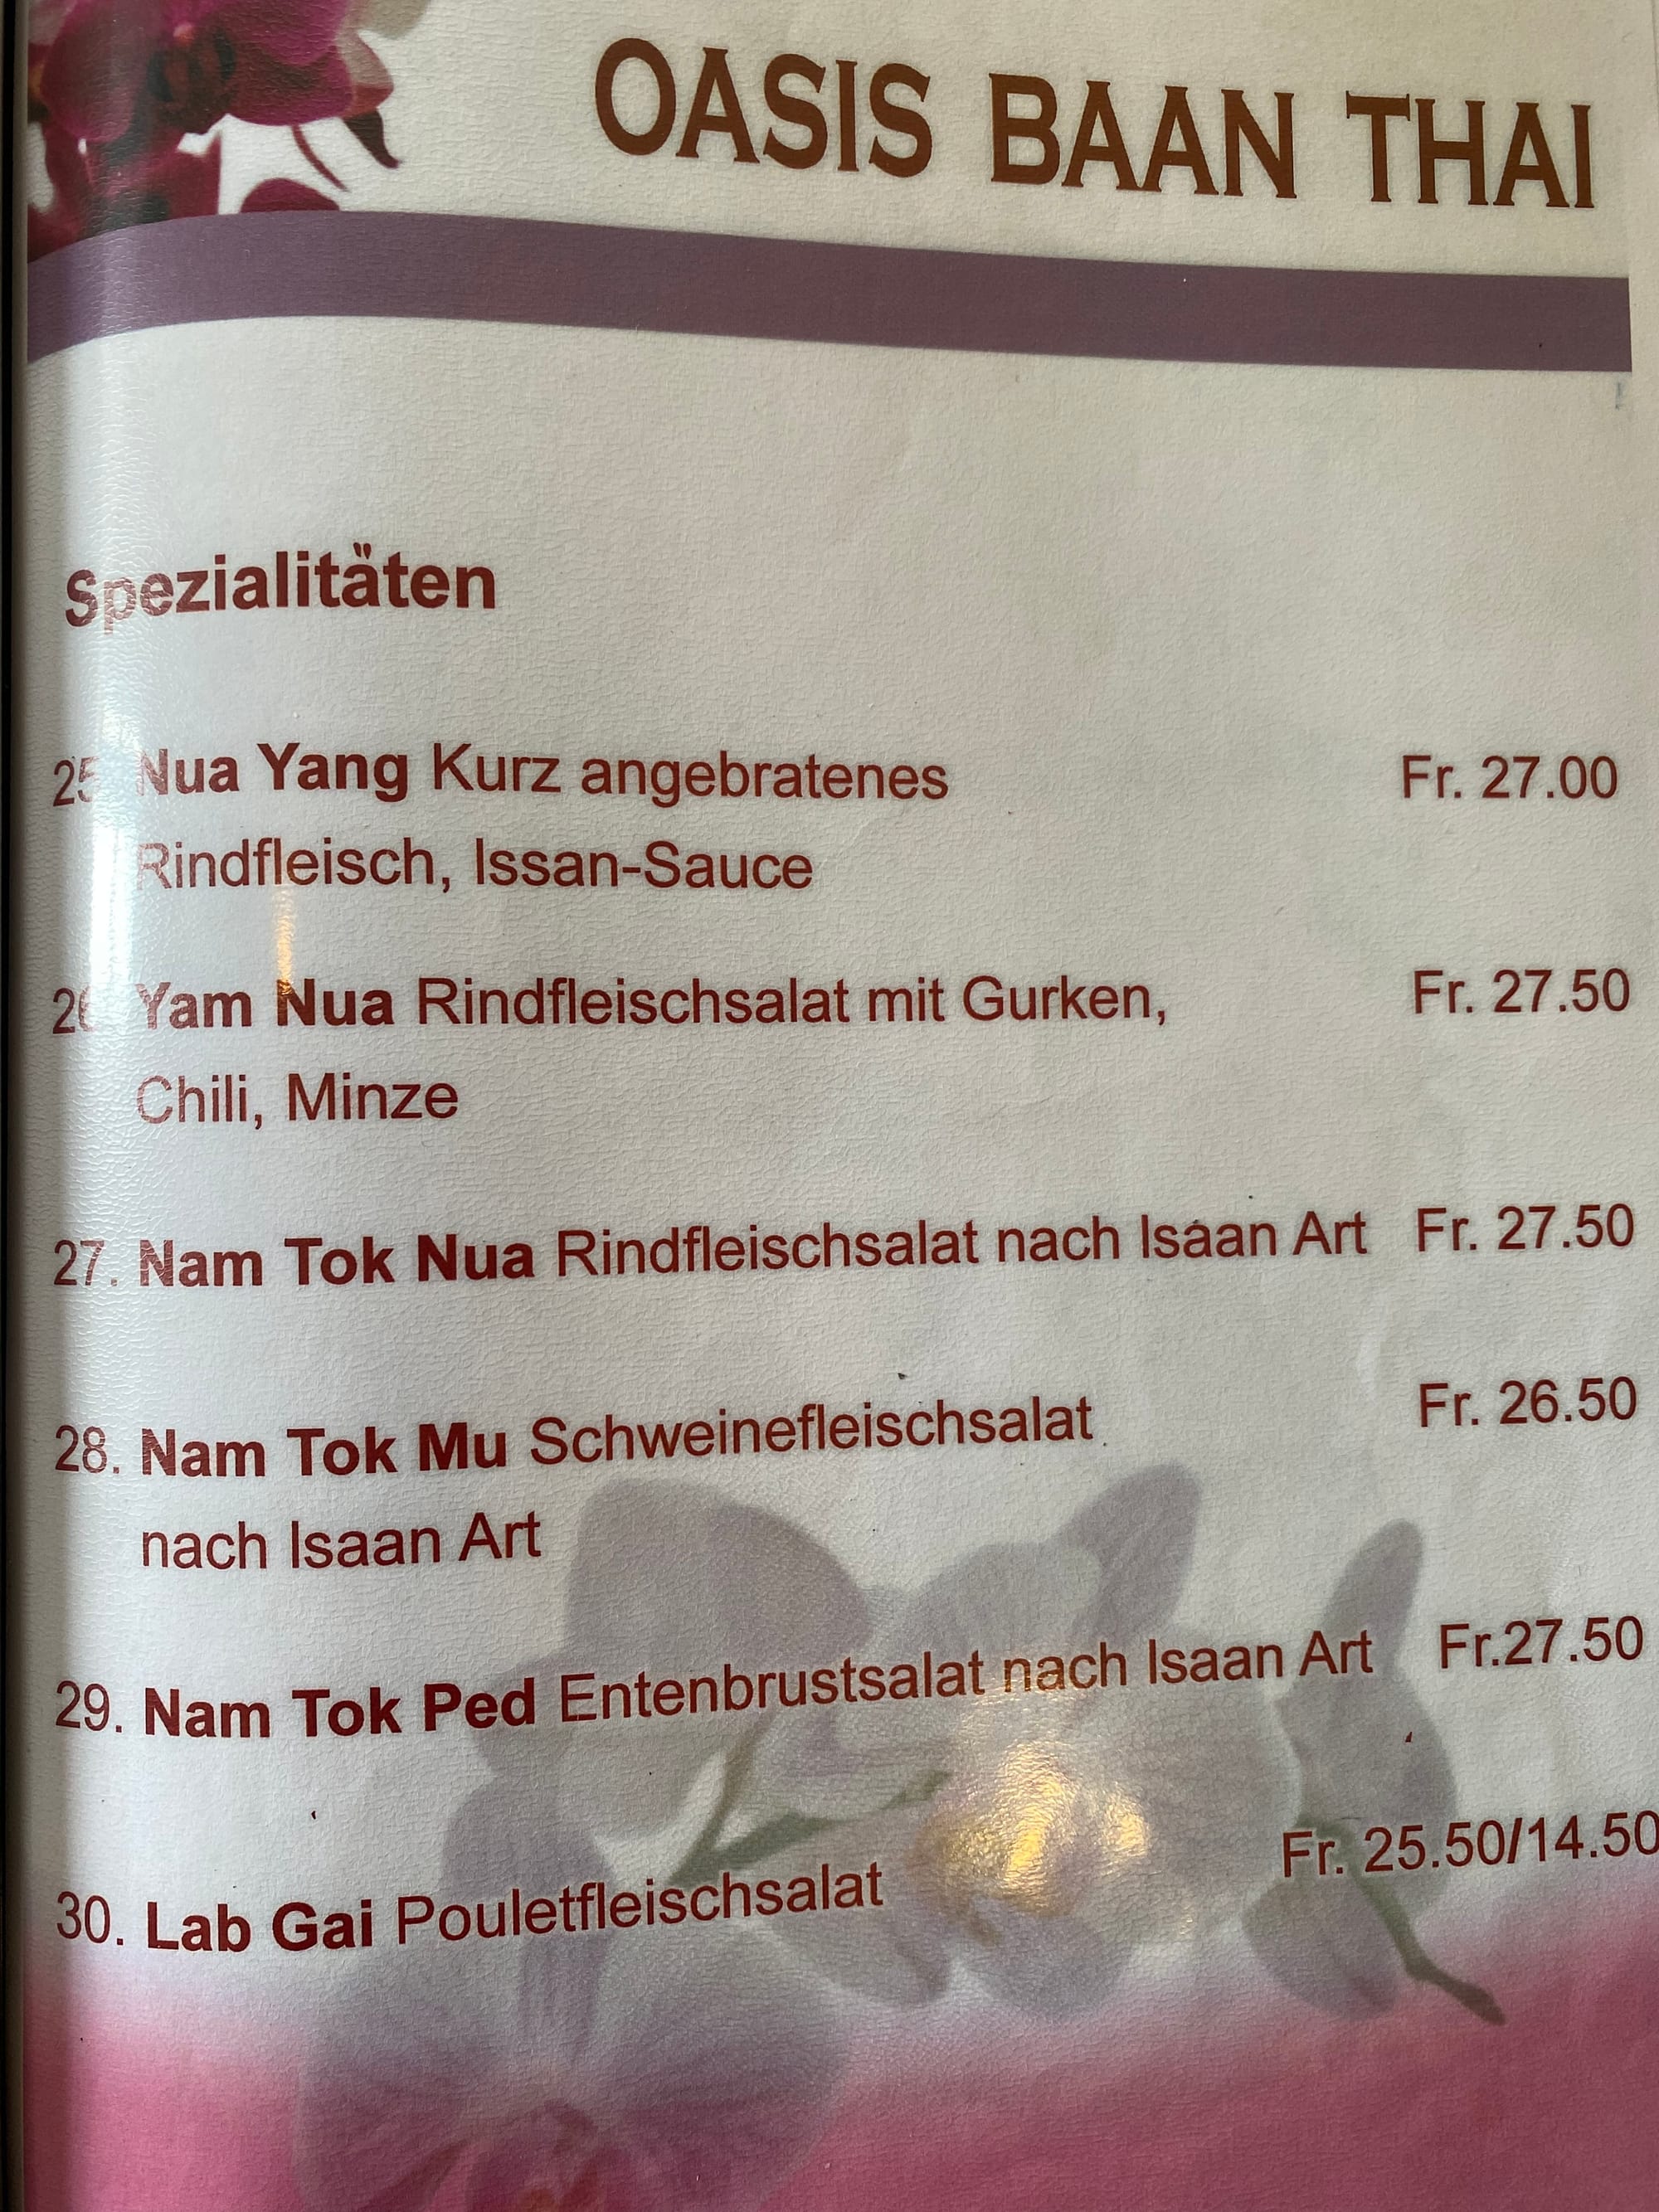 OASIS BAAN THAI
Spezialitäten
25 Nua Yang Kurz angebratenes Fr. 27.00
Rindfleisch, Issan-Sauce
26 Yam Nua Rindfleischsalat mit Gurken, Fr. 27.50
Chili, Minze
27. Nam Tok Nua Rindfleischsalat nach Isaan Art Fr. 27.50
28. Nam Tok Mu Schweinefleischsalat Fr. 26.50
nach Isaan Art
29. Nam Tok Ped Entenbrustsalat nach Isaan Art Fr.27.50
30. Lab Gai Pouletfleischsalat Fr. 25.50/14.50